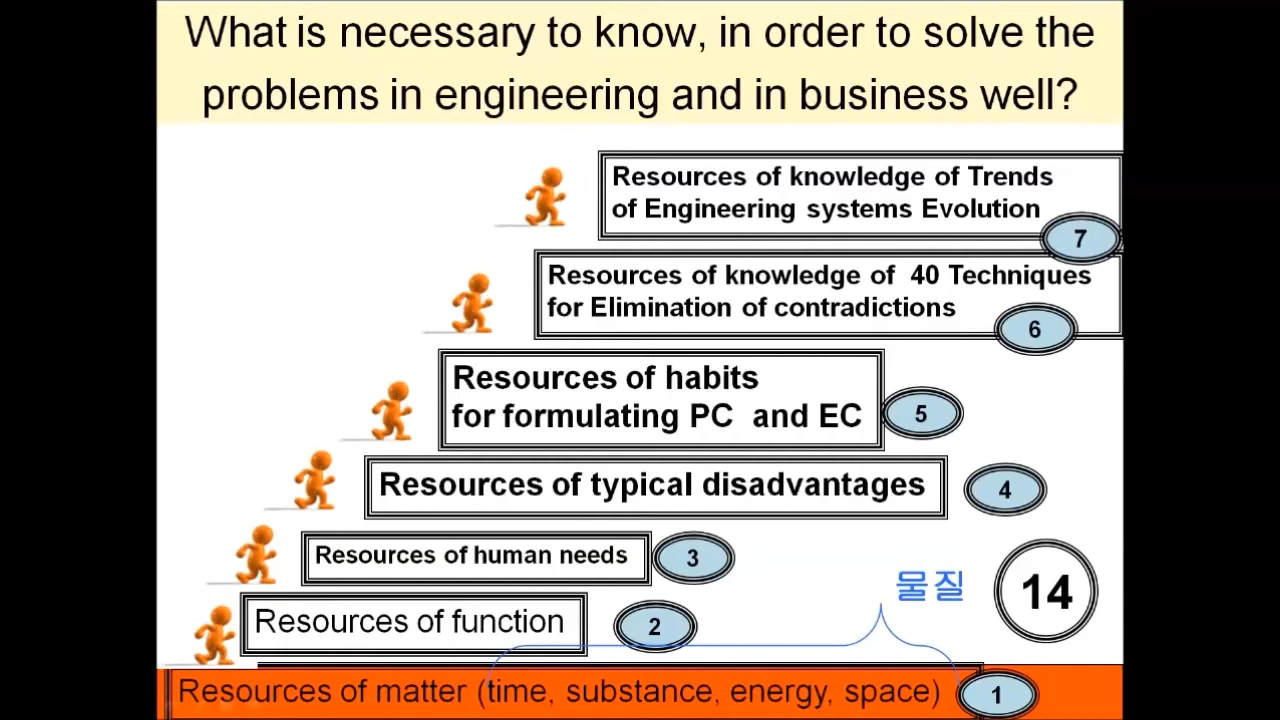 What is necessary to know, in order to solve the
problems in engineering and in business well?
Resources of knowledge of Trends
of Engineering systems Evolution
7
Resources of knowledge of 40 Techniques
for Elimination of contradictions
6
Resources of habits
for formulating PC and EC
5
Resources of typical disadvantages
4
Resources of human needs
3
물질
14
Resources of function
2
Resources of matter (time, substance, energy, space)
1